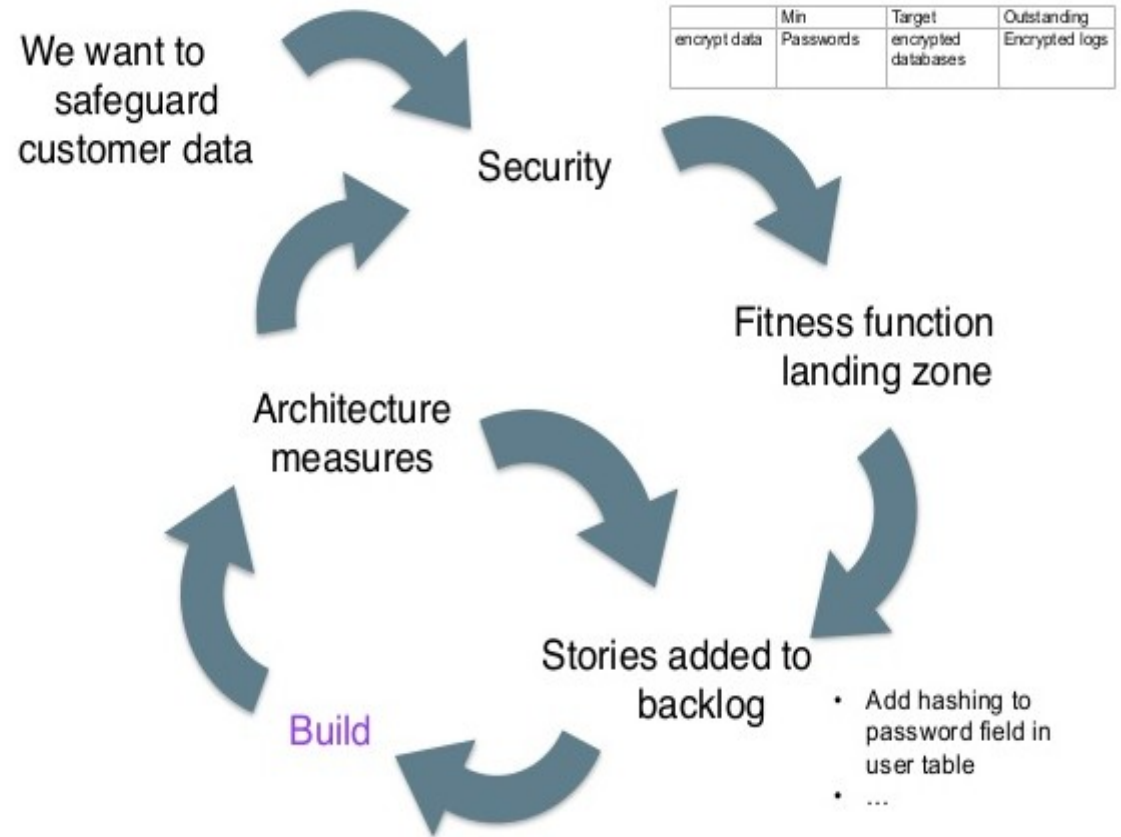 We want to
safeguard
customer data
Min Target Outstanding
encrypt data Passwords encrypted Encrypted logs
databases
Security
Fitness function
landing zone
Architecture
measures
Stories added to
backlog
• Add hashing to
password field in
user table
• ...
Build